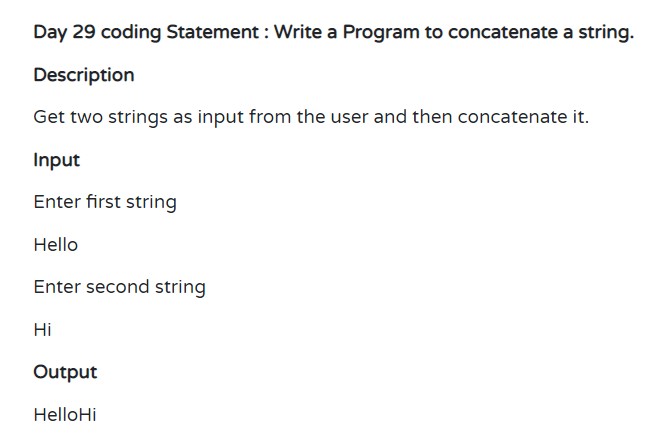 Day 29 coding Statement : Write a Program to concatenate a string.
Description
Get two strings as input from the user and then concatenate it.
Input
Enter first string
Hello
Enter second string
Hi
Output
HelloHi